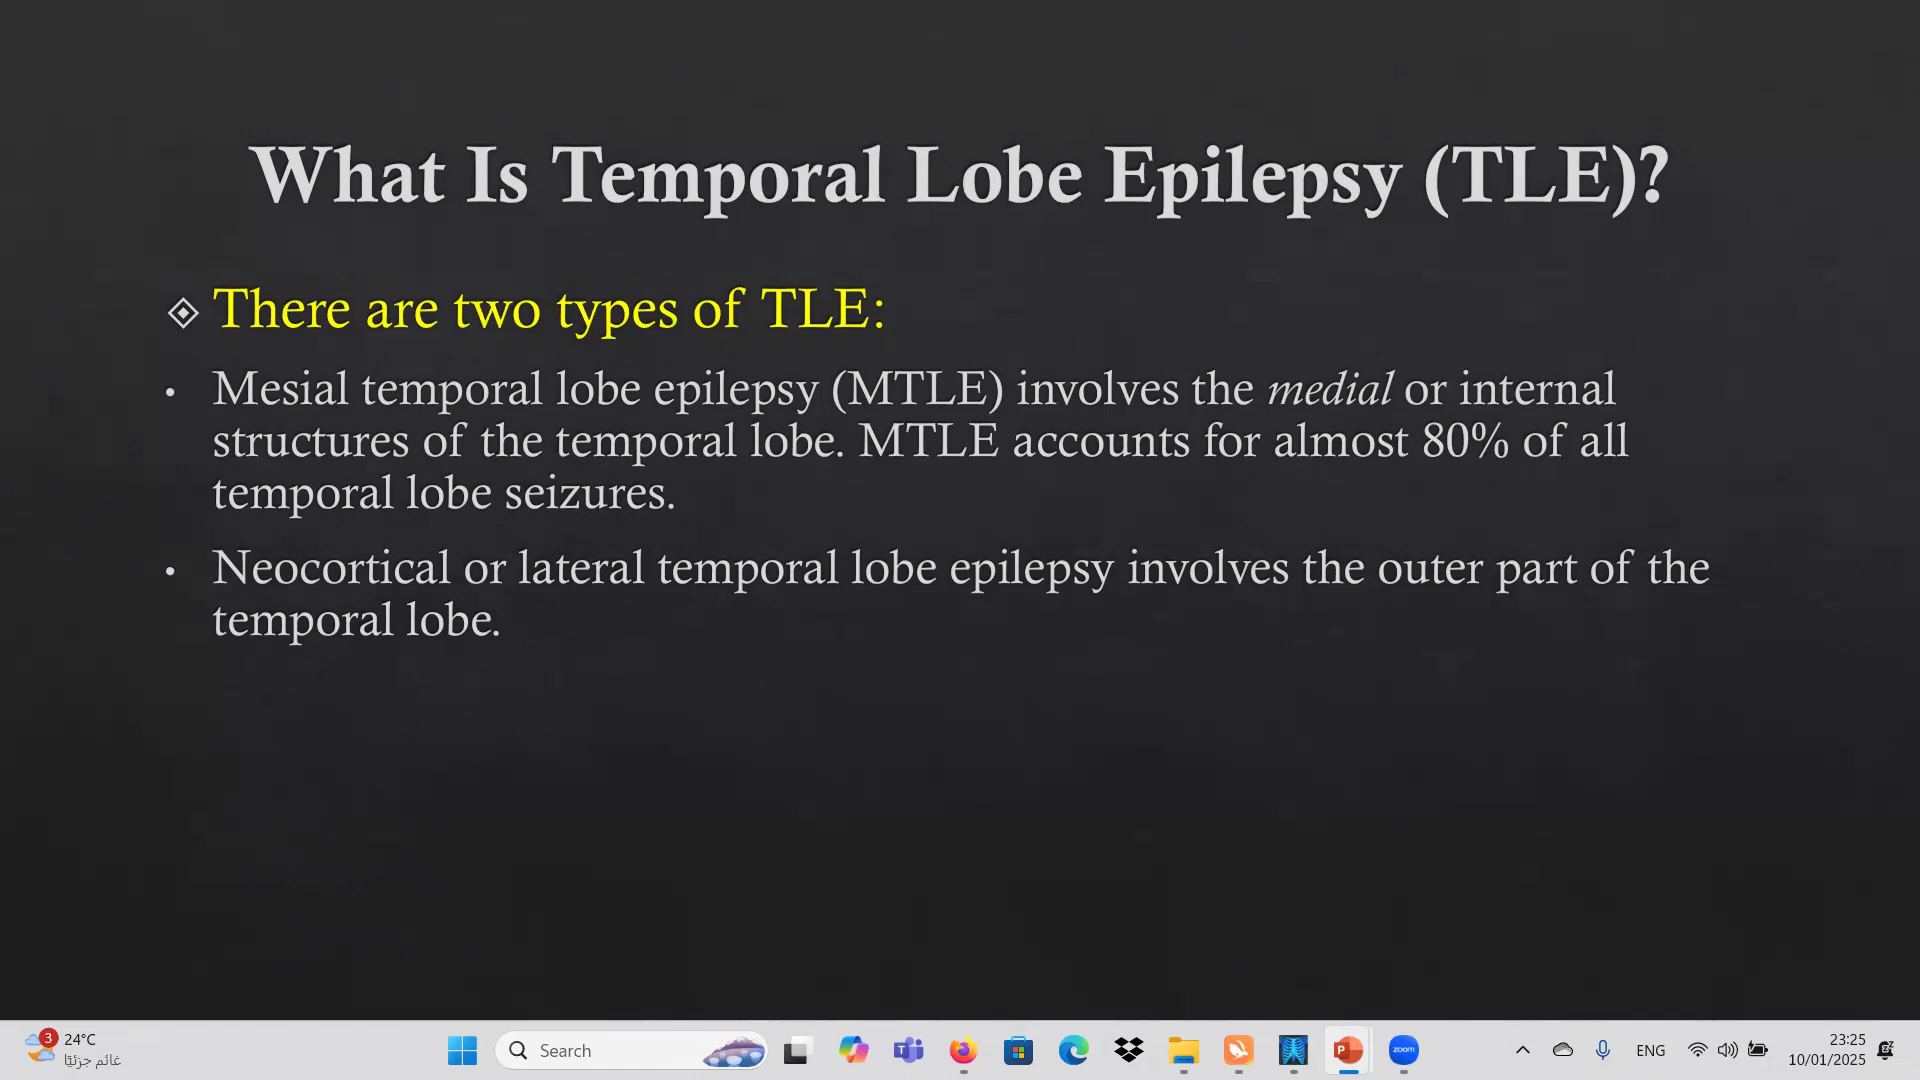 What Is Temporal Lobe Epilepsy (TLE)?
There are two types of TLE:
• Mesial temporal lobe epilepsy (MTLE) involves the medial or internal
structures of the temporal lobe. MTLE accounts for almost 80% of all
temporal lobe seizures.
• Neocortical or lateral temporal lobe epilepsy involves the outer part of the
temporal lobe.
3
24°C
غائم جزئيًا
Search
zoom
ENG
23:25
10/01/2025